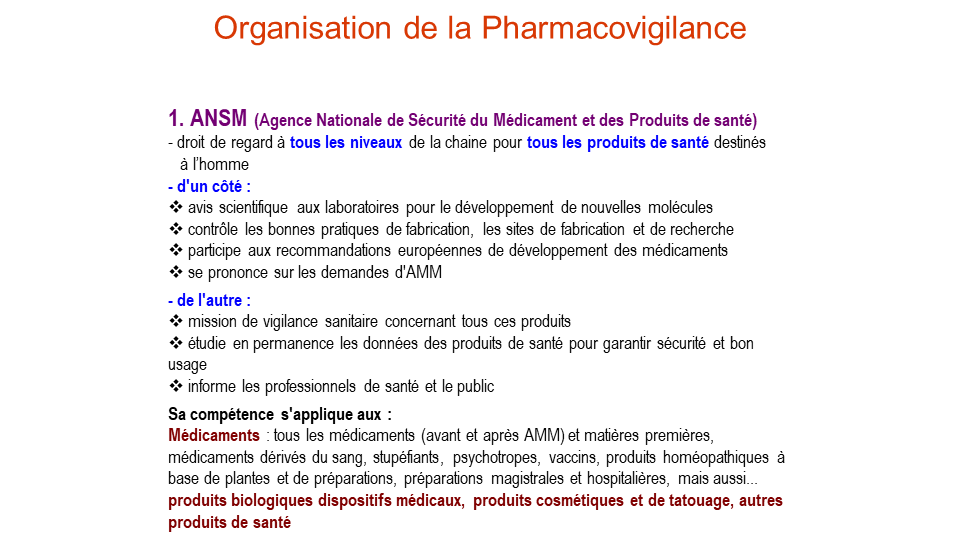 Organisation de la Pharmacovigilance
1. ANSM (Agence Nationale de Sécurité du Médicament et des Produits de santé)
- droit de regard à tous les niveaux de la chaine pour tous les produits de santé destinés
à l’homme
- d'un côté :
❖ avis scientifique aux laboratoires pour le développement de nouvelles molécules
❖ contrôle les bonnes pratiques de fabrication, les sites de fabrication et de recherche
❖ participe aux recommandations européennes de développement des médicaments
❖ se prononce sur les demandes d'AMM
- de l'autre :
❖ mission de vigilance sanitaire concernant tous ces produits
❖ étudie en permanence les données des produits de santé pour garantir sécurité et bon
usage
❖ informe les professionnels de santé et le public
Sa compétence s'applique aux :
Médicaments : tous les médicaments (avant et après AMM) et matières premières,
médicaments dérivés du sang, stupéfiants, psychotropes, vaccins, produits homéopathiques à
base de plantes et de préparations, préparations magistrales et hospitalières, mais aussi...
produits biologiques dispositifs médicaux, produits cosmétiques et de tatouage, autres
produits de santé